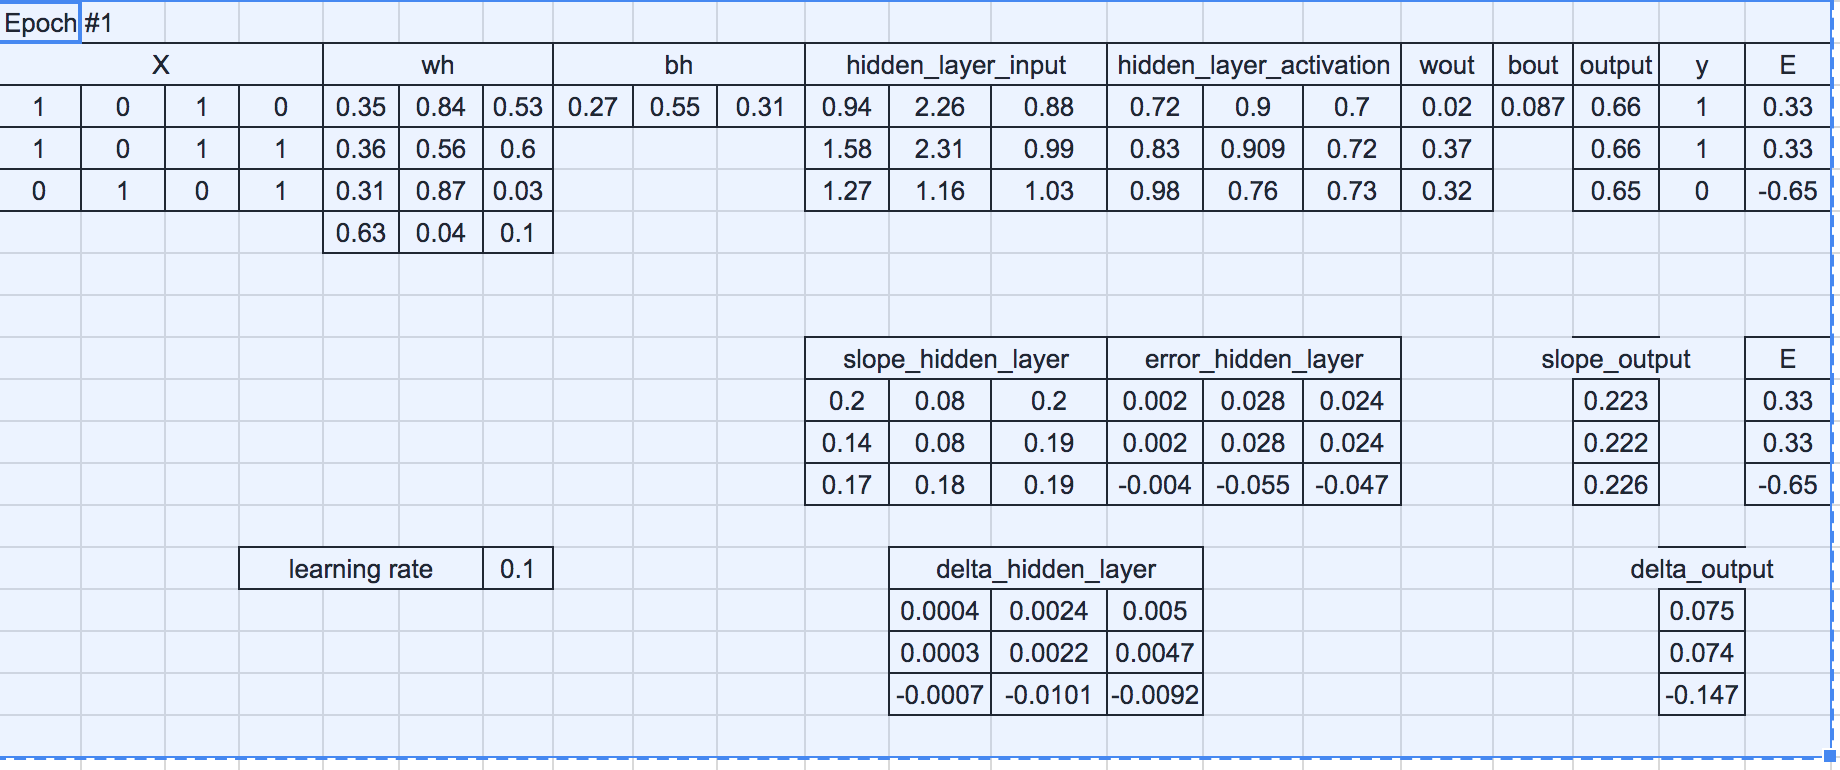 Epoch #1
X wh bh hidden_layer_input hidden_layer_activation wout bout output y E
1 0 1 0 0.35 0.84 0.53 0.27 0.55 0.31 0.94 2.26 0.88 0.72 0.9 0.7 0.02 0.087 0.66 1 0.33
1 0 1 1 0.36 0.56 0.6 1.58 2.31 0.99 0.83 0.909 0.72 0.37 0.66 1 0.33
0 1 0 1 0.31 0.87 0.03 1.27 1.16 1.03 0.98 0.76 0.73 0.32 0.65 0 -0.65
0.63 0.04 0.1
slope_hidden_layer error_hidden_layer slope_output E
0.2 0.08 0.2 0.002 0.028 0.024 0.223 0.33
0.14 0.08 0.19 0.002 0.028 0.024 0.222 0.33
0.17 0.18 0.19 -0.004 -0.055 -0.047 0.226 -0.65
learning rate 0.1 delta_hidden_layer delta_output
0.0004 0.0024 0.005 0.075
0.0003 0.0022 0.0047 0.074
-0.0007 -0.0101 -0.0092 -0.147